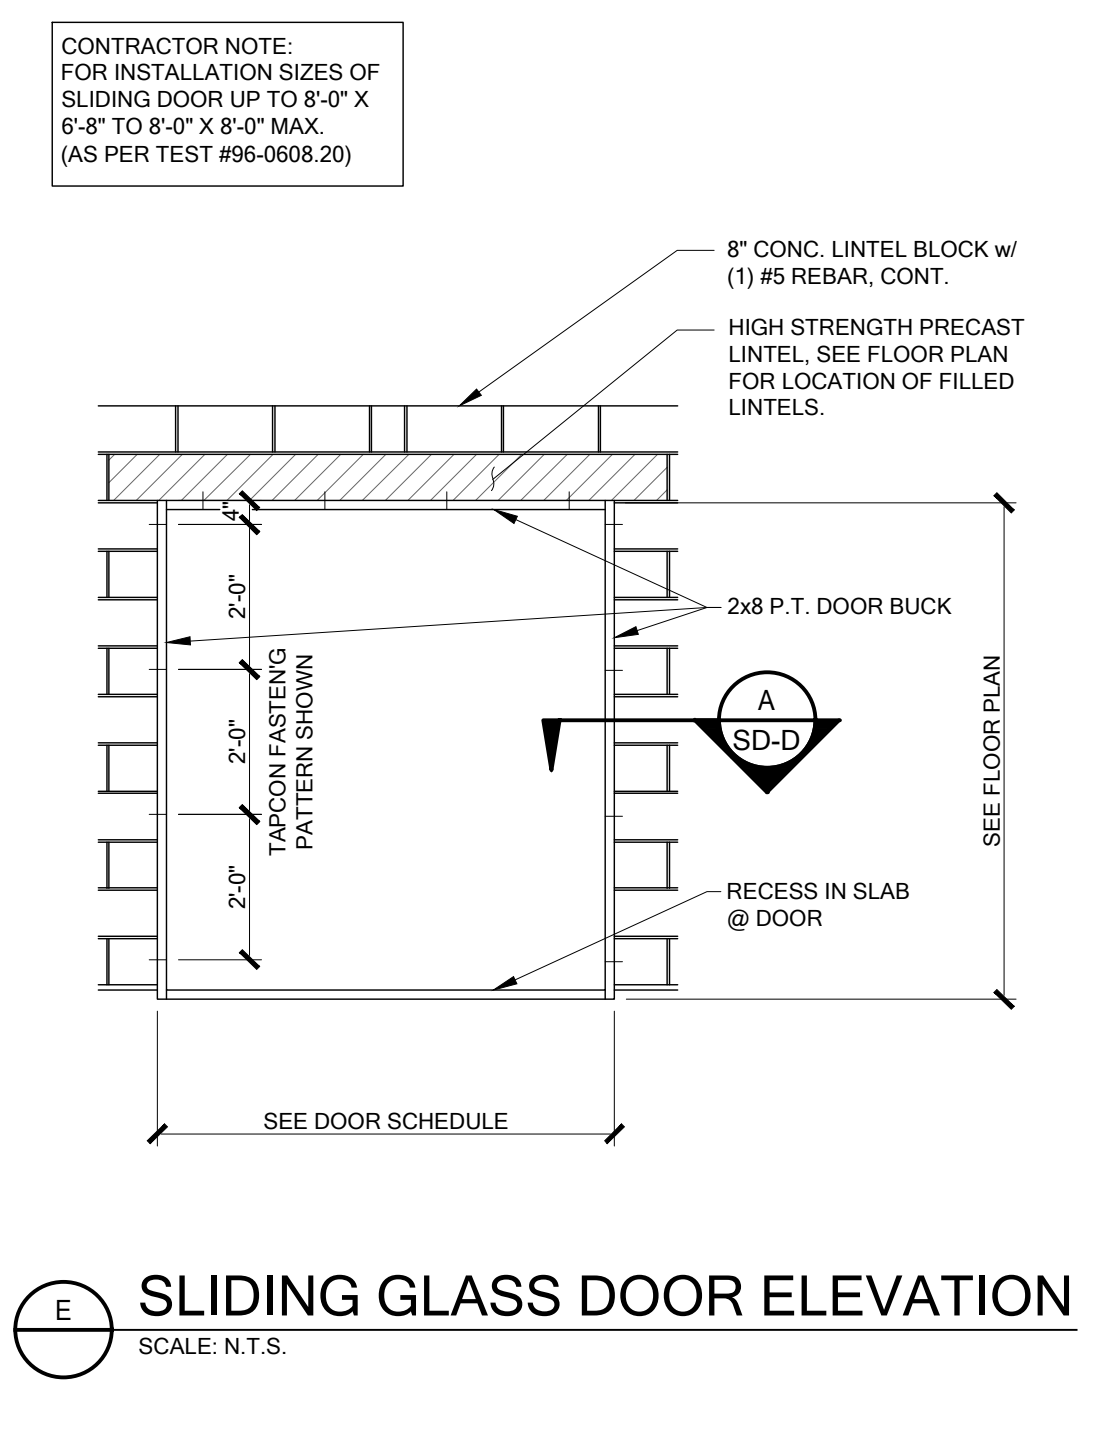 CONTRACTOR NOTE:
FOR INSTALLATION SIZES OF
SLIDING DOOR UP TO 8'-0" X
6'-8" TO 8'-0" X 8'-0" MAX.
(AS PER TEST #96-0608.20)
8" CONC. LINTEL BLOCK w/
(1) #5 REBAR, CONT.
HIGH STRENGTH PRECAST
LINTEL, SEE FLOOR PLAN
FOR LOCATION OF FILLED
LINTELS.
4"
2'-0"
2'-0"
2'-0"
TAPCON FASTEN'G
PATTERN SHOWN
2x8 P.T. DOOR BUCK
A
SD-D
SEE FLOOR PLAN
RECESS IN SLAB
@ DOOR
SEE DOOR SCHEDULE
E
SLIDING GLASS DOOR ELEVATION
SCALE: N.T.S.